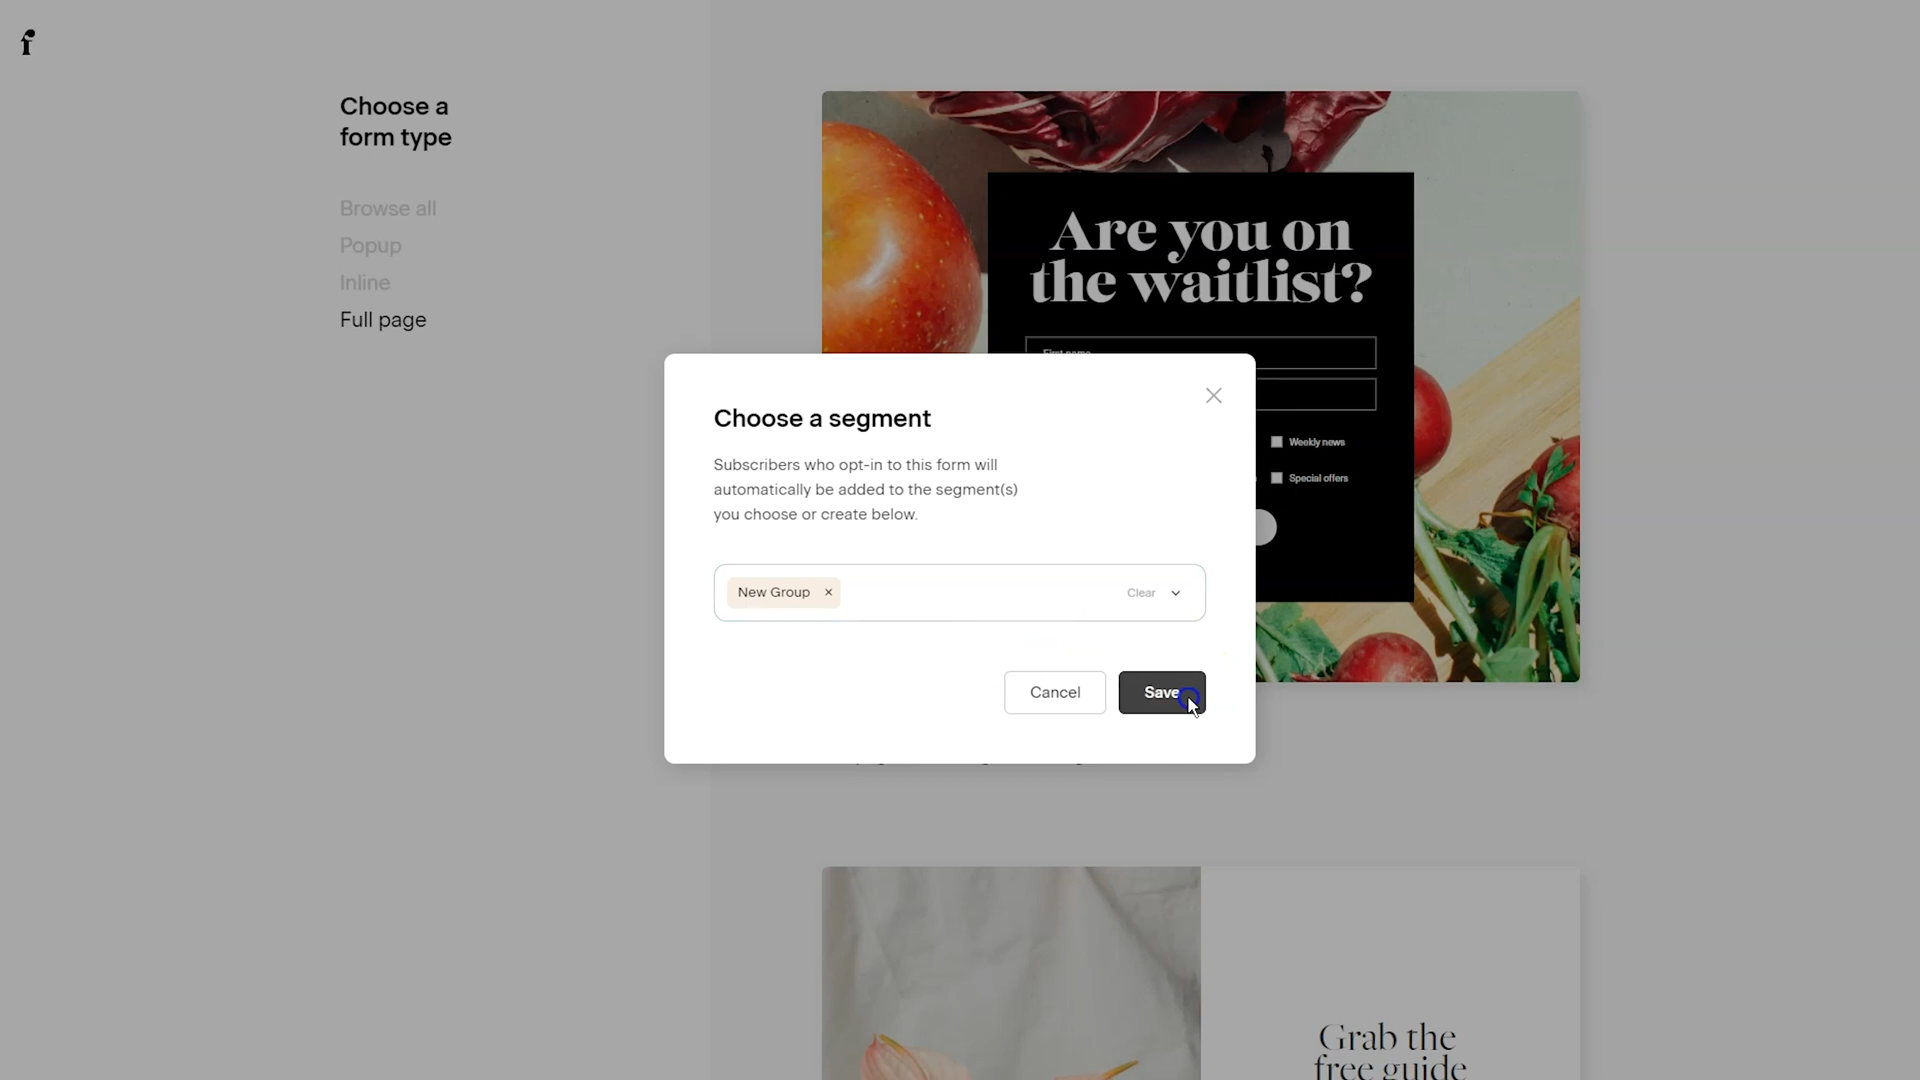 f
Choose a
form type
Browse all
Popup
Inline
Full page
Are you on
the waitlist?
First name
Weekly news
Special offers
Choose a segment
Subscribers who opt-in to this form will
automatically be added to the segment(s)
you choose or create below.
New Group ×
Clear
Cancel
Save
Grab the
free guide